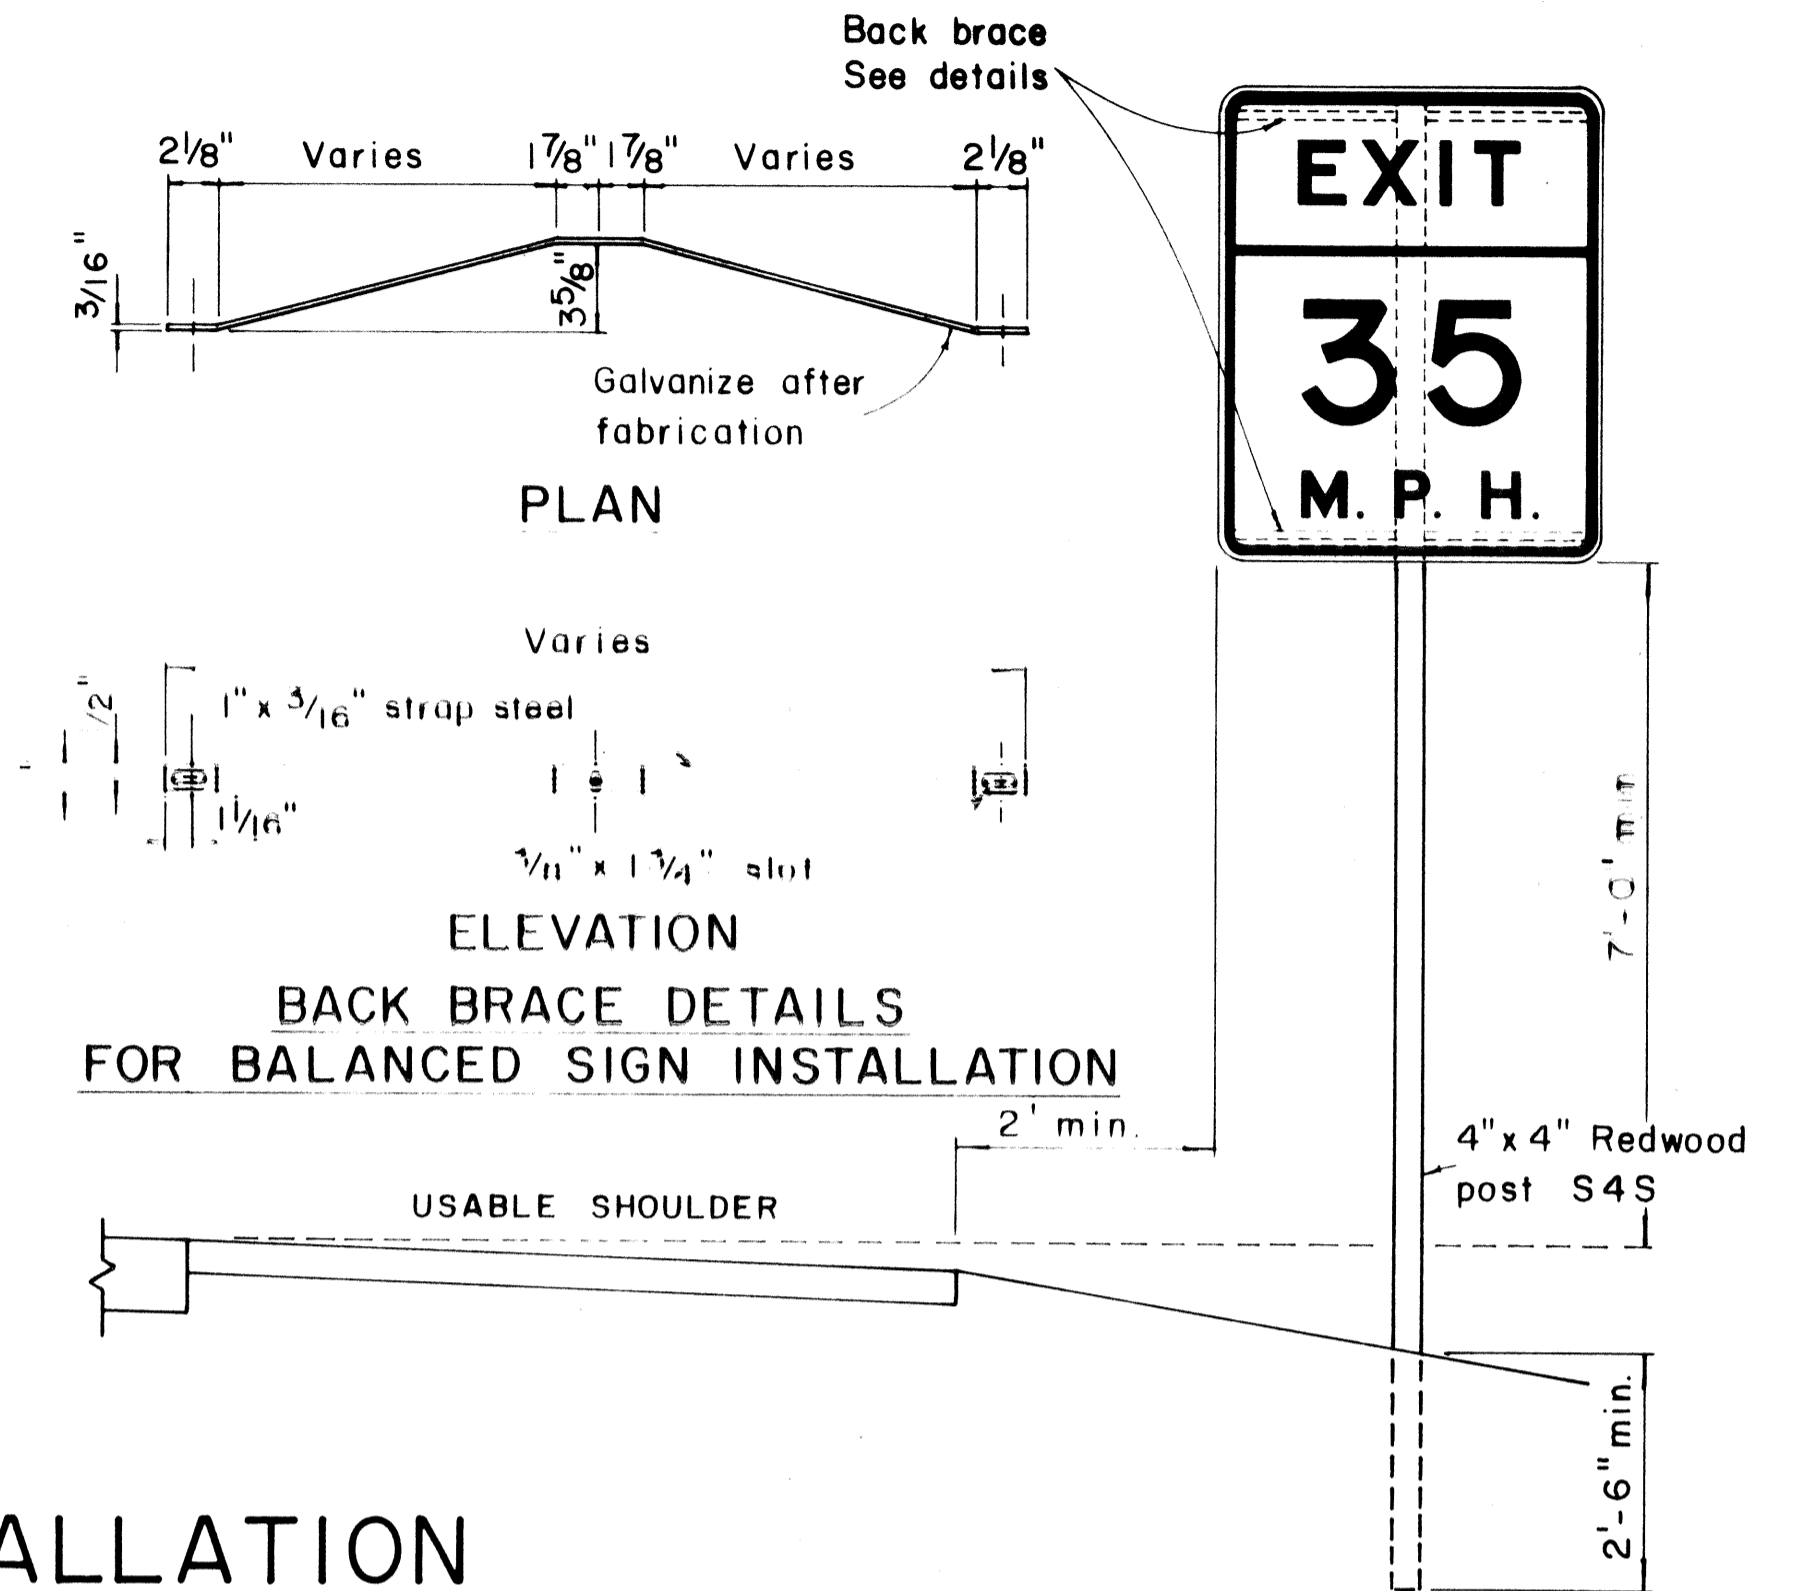 Back brace
See details
2 1/8" Varies 1 7/8" 1 7/8" Varies 2 1/8"
3/16"
3 5/8"
Galvanize after
fabrication
PLAN
EXIT
35
M. P. H.
Varies
1" x 3/16" strap steel
1 1/16"
slot
ELEVATION
BACK BRACE DETAILS
FOR BALANCED SIGN INSTALLATION
7'-0" min
2' min.
4" x 4" Redwood
post S4S
USABLE SHOULDER
2'-6" min.
ALLATION